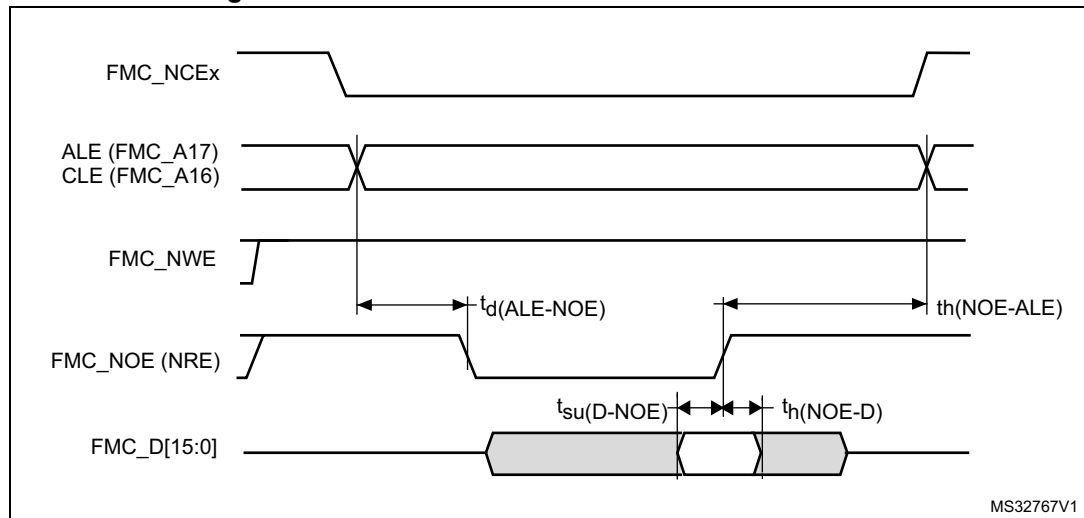 FMC_NCEx
ALE (FMC_A17)
CLE (FMC_A16)
FMC_NWE
td(ALE-NOE)
th(NOE-ALE)
FMC_NOE (NRE)
tsu(D-NOE)
th(NOE-D)
FMC_D[15:0]
MS32767V1